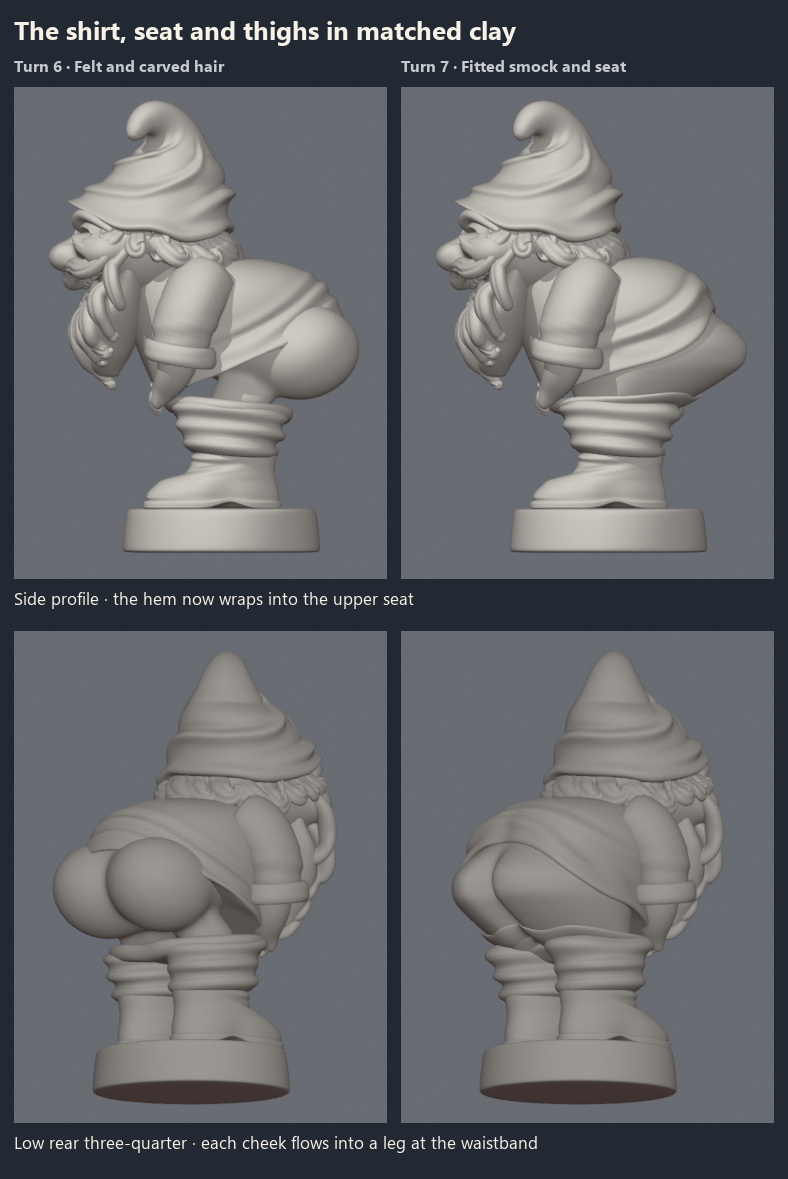 The shirt, seat and thighs in matched clay
Turn 6 · Felt and carved hair
Turn 7 · Fitted smock and seat
Side profile · the hem now wraps into the upper seat
Low rear three-quarter · each cheek flows into a leg at the waistband